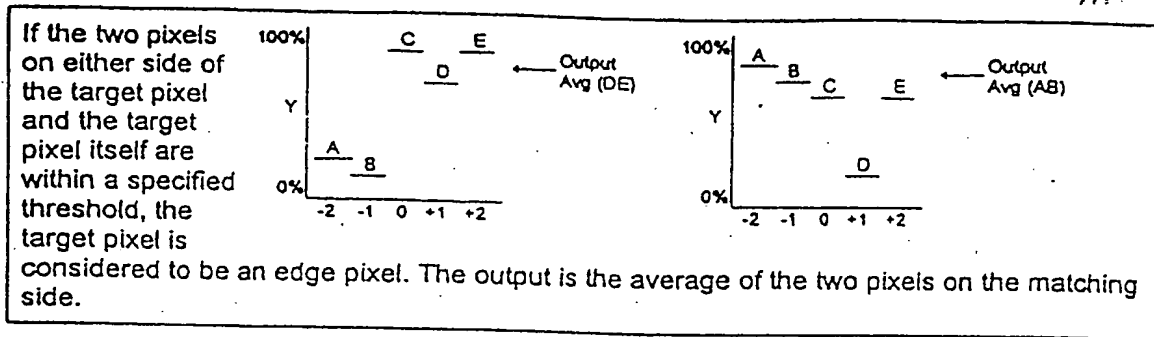 If the two pixels
on either side of
the target pixel
and the target
pixel itself are
within a specified
threshold, the
target pixel is
considered to be an edge pixel. The output is the average of the two pixels on the matching
side.
100%
Y
0%
A
B
C
D
E
Output
Avg (DE)
-2 -1 0 +1 +2
100%
Y
0%
A
B
C
D
E
Output
Avg (AB)
-2 -1 0 +1 +2